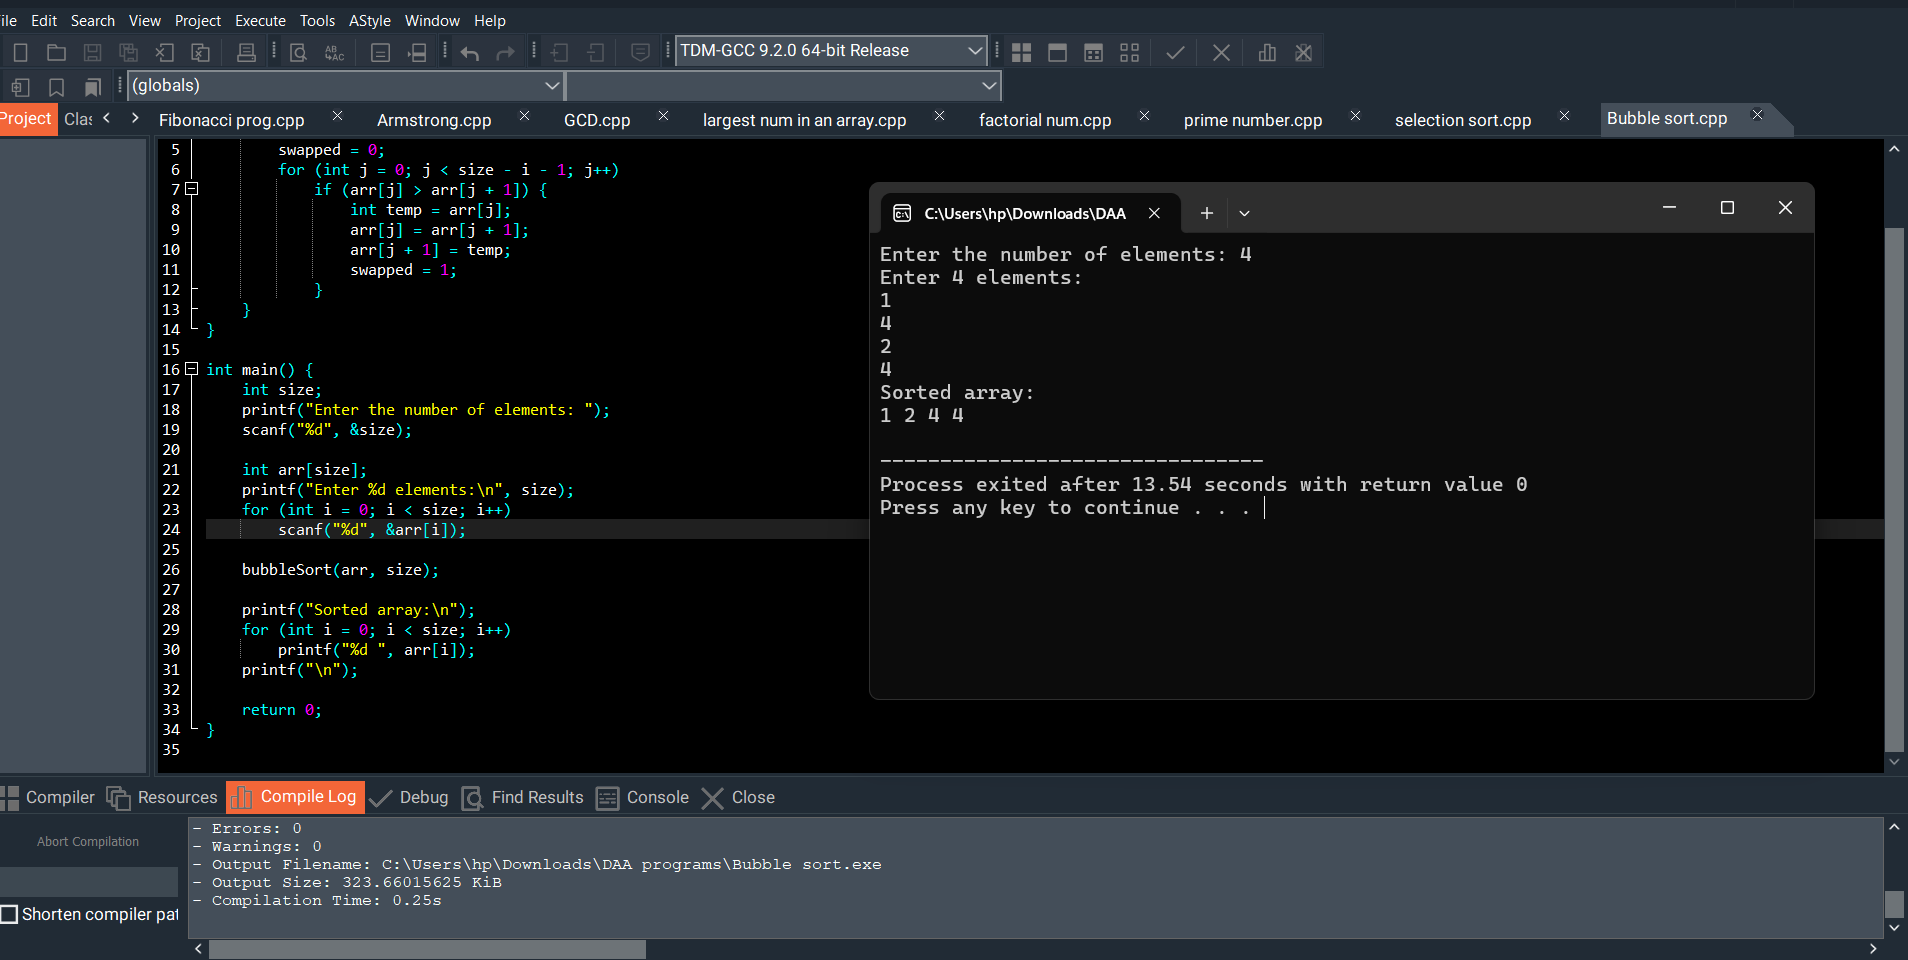 ile Edit Search View Project Execute Tools AStyle Window Help
TDM-GCC 9.2.0 64-bit Release
(globals)
Project Clas Fibonacci prog.cpp Armstrong.cpp GCD.cpp largest num in an array.cpp factorial num.cpp prime number.cpp selection sort.cpp Bubble sort.cpp
5 swapped = 0;
6 for (int j = 0; j < size - i - 1; j++)
7 if (arr[j] > arr[j + 1]) {
8 int temp = arr[j];
9 arr[j] = arr[j + 1];
10 arr[j + 1] = temp;
11 swapped = 1;
12 }
13 }
14 }
15
16 int main() {
17 int size;
18 printf("Enter the number of elements: ");
19 scanf("%d", &size);
20
21 int arr[size];
22 printf("Enter %d elements:\n", size);
23 for (int i = 0; i < size; i++)
24 scanf("%d", &arr[i]);
25
26 bubbleSort(arr, size);
27
28 printf("Sorted array:\n");
29 for (int i = 0; i < size; i++)
30 printf("%d ", arr[i]);
31 printf("\n");
32
33 return 0;
34 }
35
C:\Users\hp\Downloads\DAA
Enter the number of elements: 4
Enter 4 elements:
1
4
2
4
Sorted array:
1 2 4 4
--------------------------------
Process exited after 13.54 seconds with return value 0
Press any key to continue . . .
Compiler Resources Compile Log Debug Find Results Console Close
Abort Compilation
Shorten compiler pat
- Errors: 0
- Warnings: 0
- Output Filename: C:\Users\hp\Downloads\DAA programs\Bubble sort.exe
- Output Size: 323.66015625 KiB
- Compilation Time: 0.25s